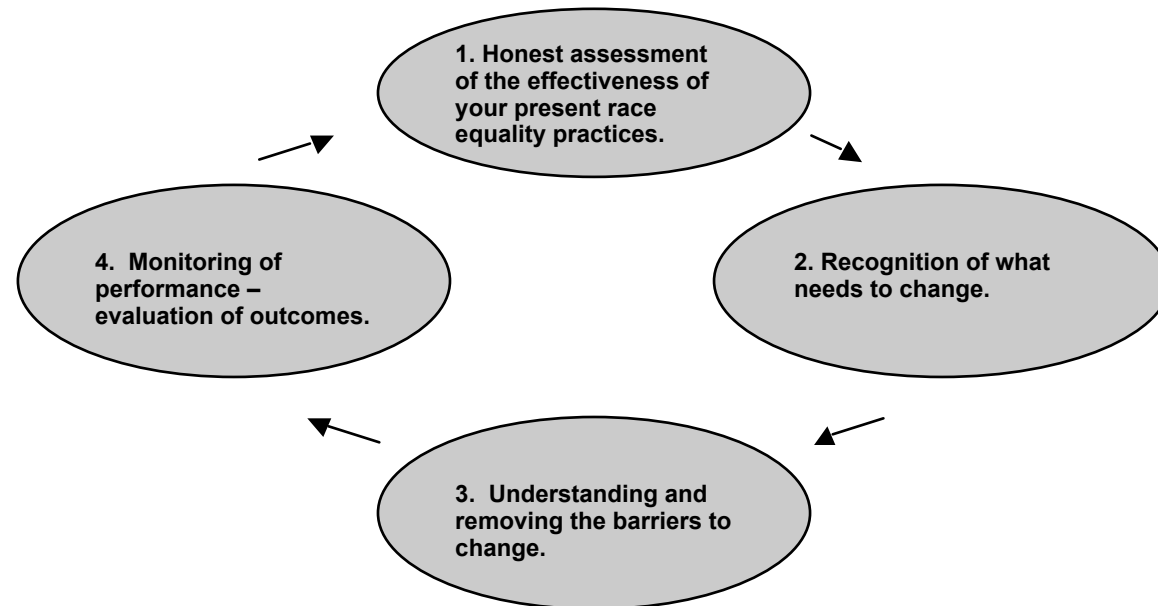 1. Honest assessment
of the effectiveness of
your present race
equality practices.
2. Recognition of what
needs to change.
3. Understanding and
removing the barriers to
change.
4. Monitoring of
performance –
evaluation of outcomes.